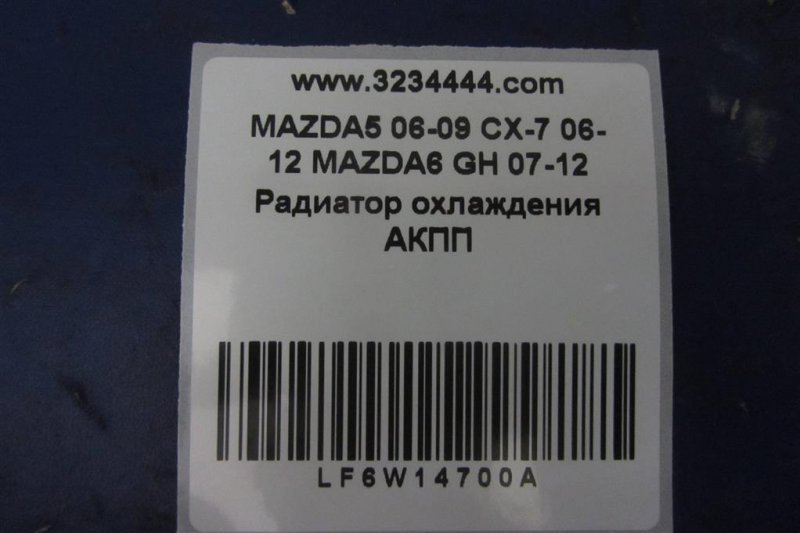 www.3234444.com
MAZDA5 06-09 CX-7 06-
12 MAZDA6 GH 07-12
Радиатор охлаждения
АКПП
LF6W14700A